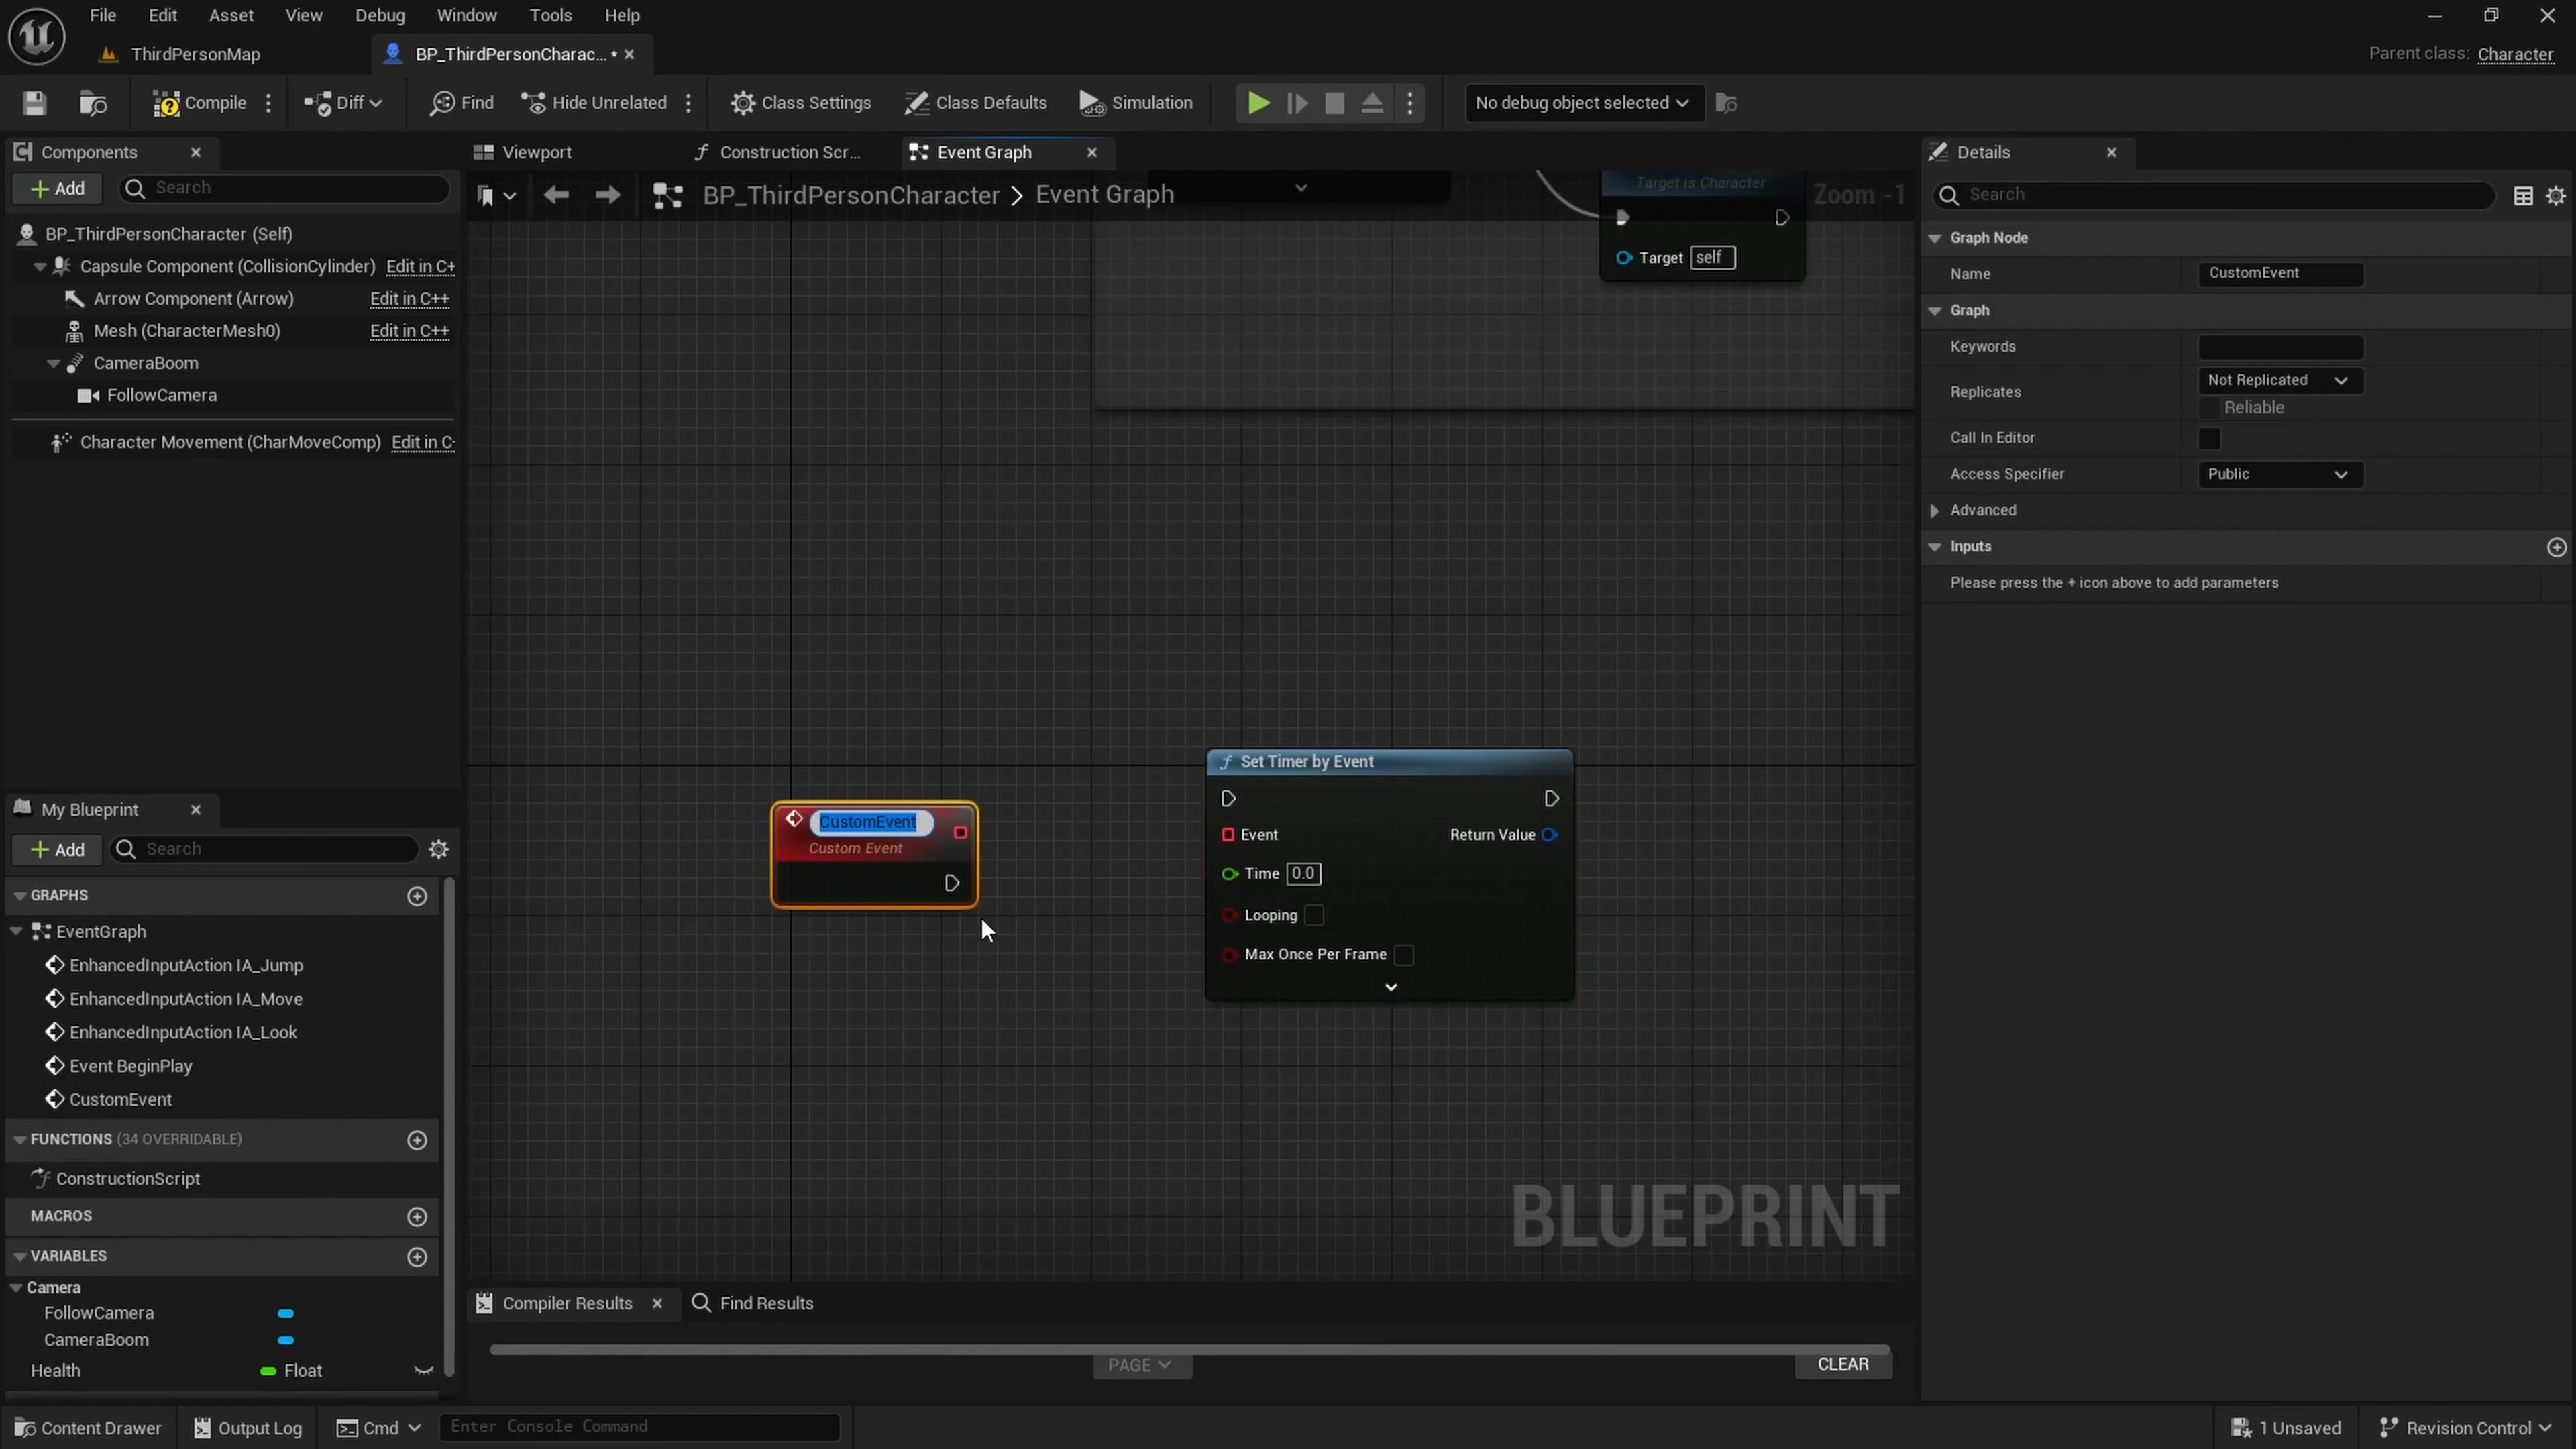 File Edit Asset View Debug Window Tools Help
ThirdPersonMap
BP_ThirdPersonCharac... •
Parent class: Character
Compile
Diff
Find
Hide Unrelated
Class Settings
Class Defaults
Simulation
No debug object selected
Components
Viewport
Construction Scr...
Event Graph
Details
Add
Search
BP_ThirdPersonCharacter > Event Graph
Target is Character
Zoom -1
Search
BP_ThirdPersonCharacter (Self)
Capsule Component (CollisionCylinder) Edit in C+
Arrow Component (Arrow) Edit in C++
Mesh (CharacterMesh0) Edit in C++
CameraBoom
FollowCamera
Character Movement (CharMoveComp) Edit in C-
Target self
Graph Node
Name CustomEvent
Graph
Keywords
Replicates Not Replicated
Reliable
Call In Editor
Access Specifier Public
Advanced
Inputs
Please press the + icon above to add parameters
CustomEvent
Custom Event
Set Timer by Event
Event Return Value
Time 0.0
Looping
Max Once Per Frame
BLUEPRINT
My Blueprint
Add
Search
GRAPHS
EventGraph
EnhancedInputAction IA_Jump
EnhancedInputAction IA_Move
EnhancedInputAction IA_Look
Event BeginPlay
CustomEvent
FUNCTIONS (34 OVERRIDABLE)
ConstructionScript
MACROS
VARIABLES
Camera
FollowCamera
CameraBoom
Health Float
Compiler Results
Find Results
PAGE
CLEAR
Content Drawer
Output Log
Cmd
Enter Console Command
1 Unsaved
Revision Control